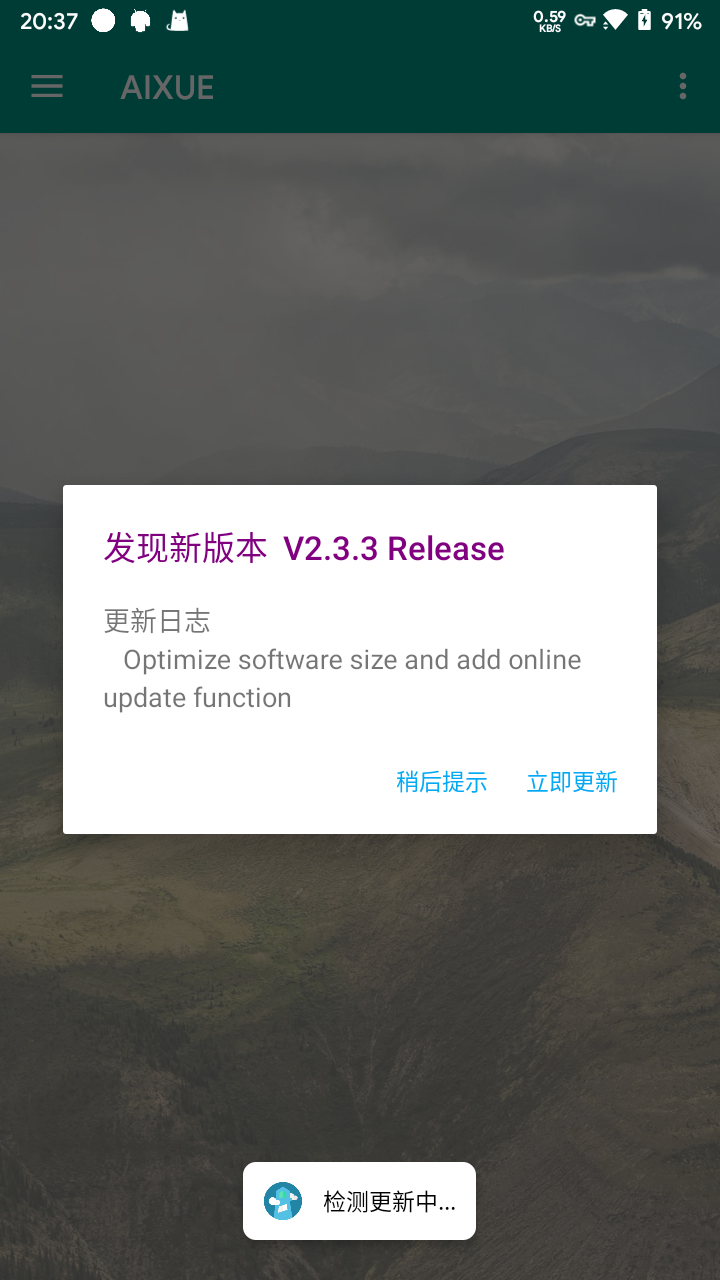 20:37
0.59
KB/S
91%
AIXUE
发现新版本 V2.3.3 Release
更新日志
Optimize software size and add online
update function
稍后提示 立即更新
检测更新中...